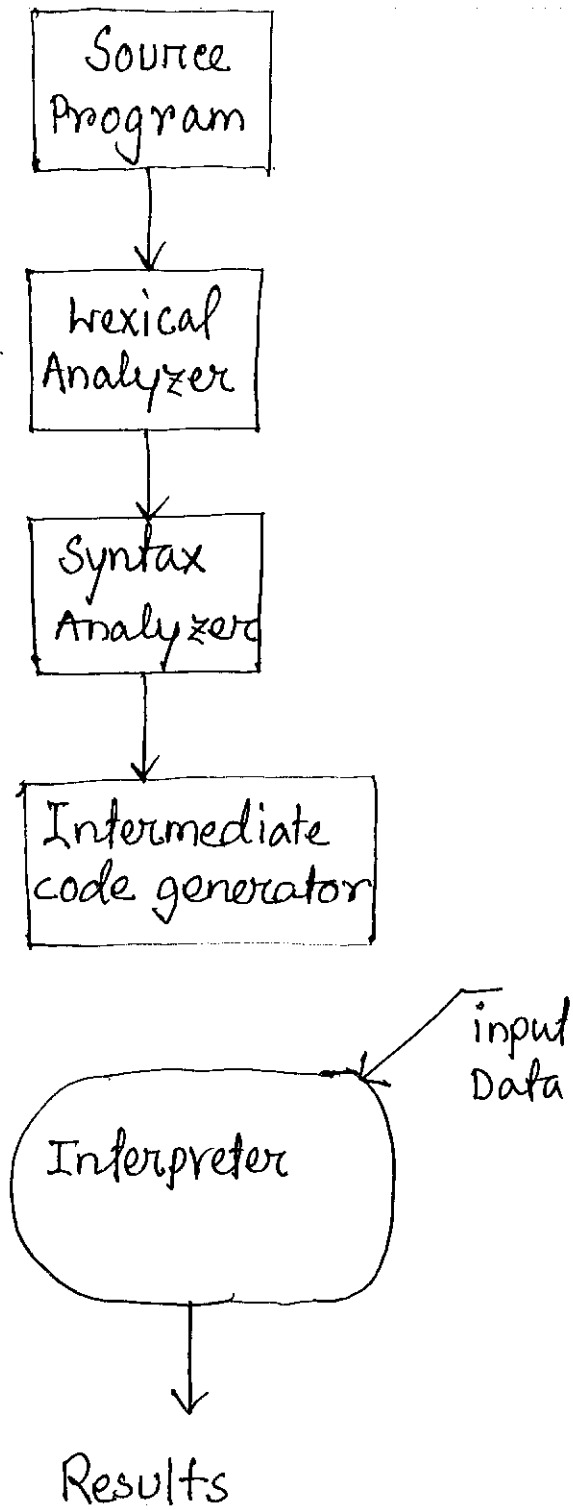 Source
Program
Lexical
Analyzer
Syntax
Analyzer
Intermediate
code generator
input
Data
Interpreter
Results